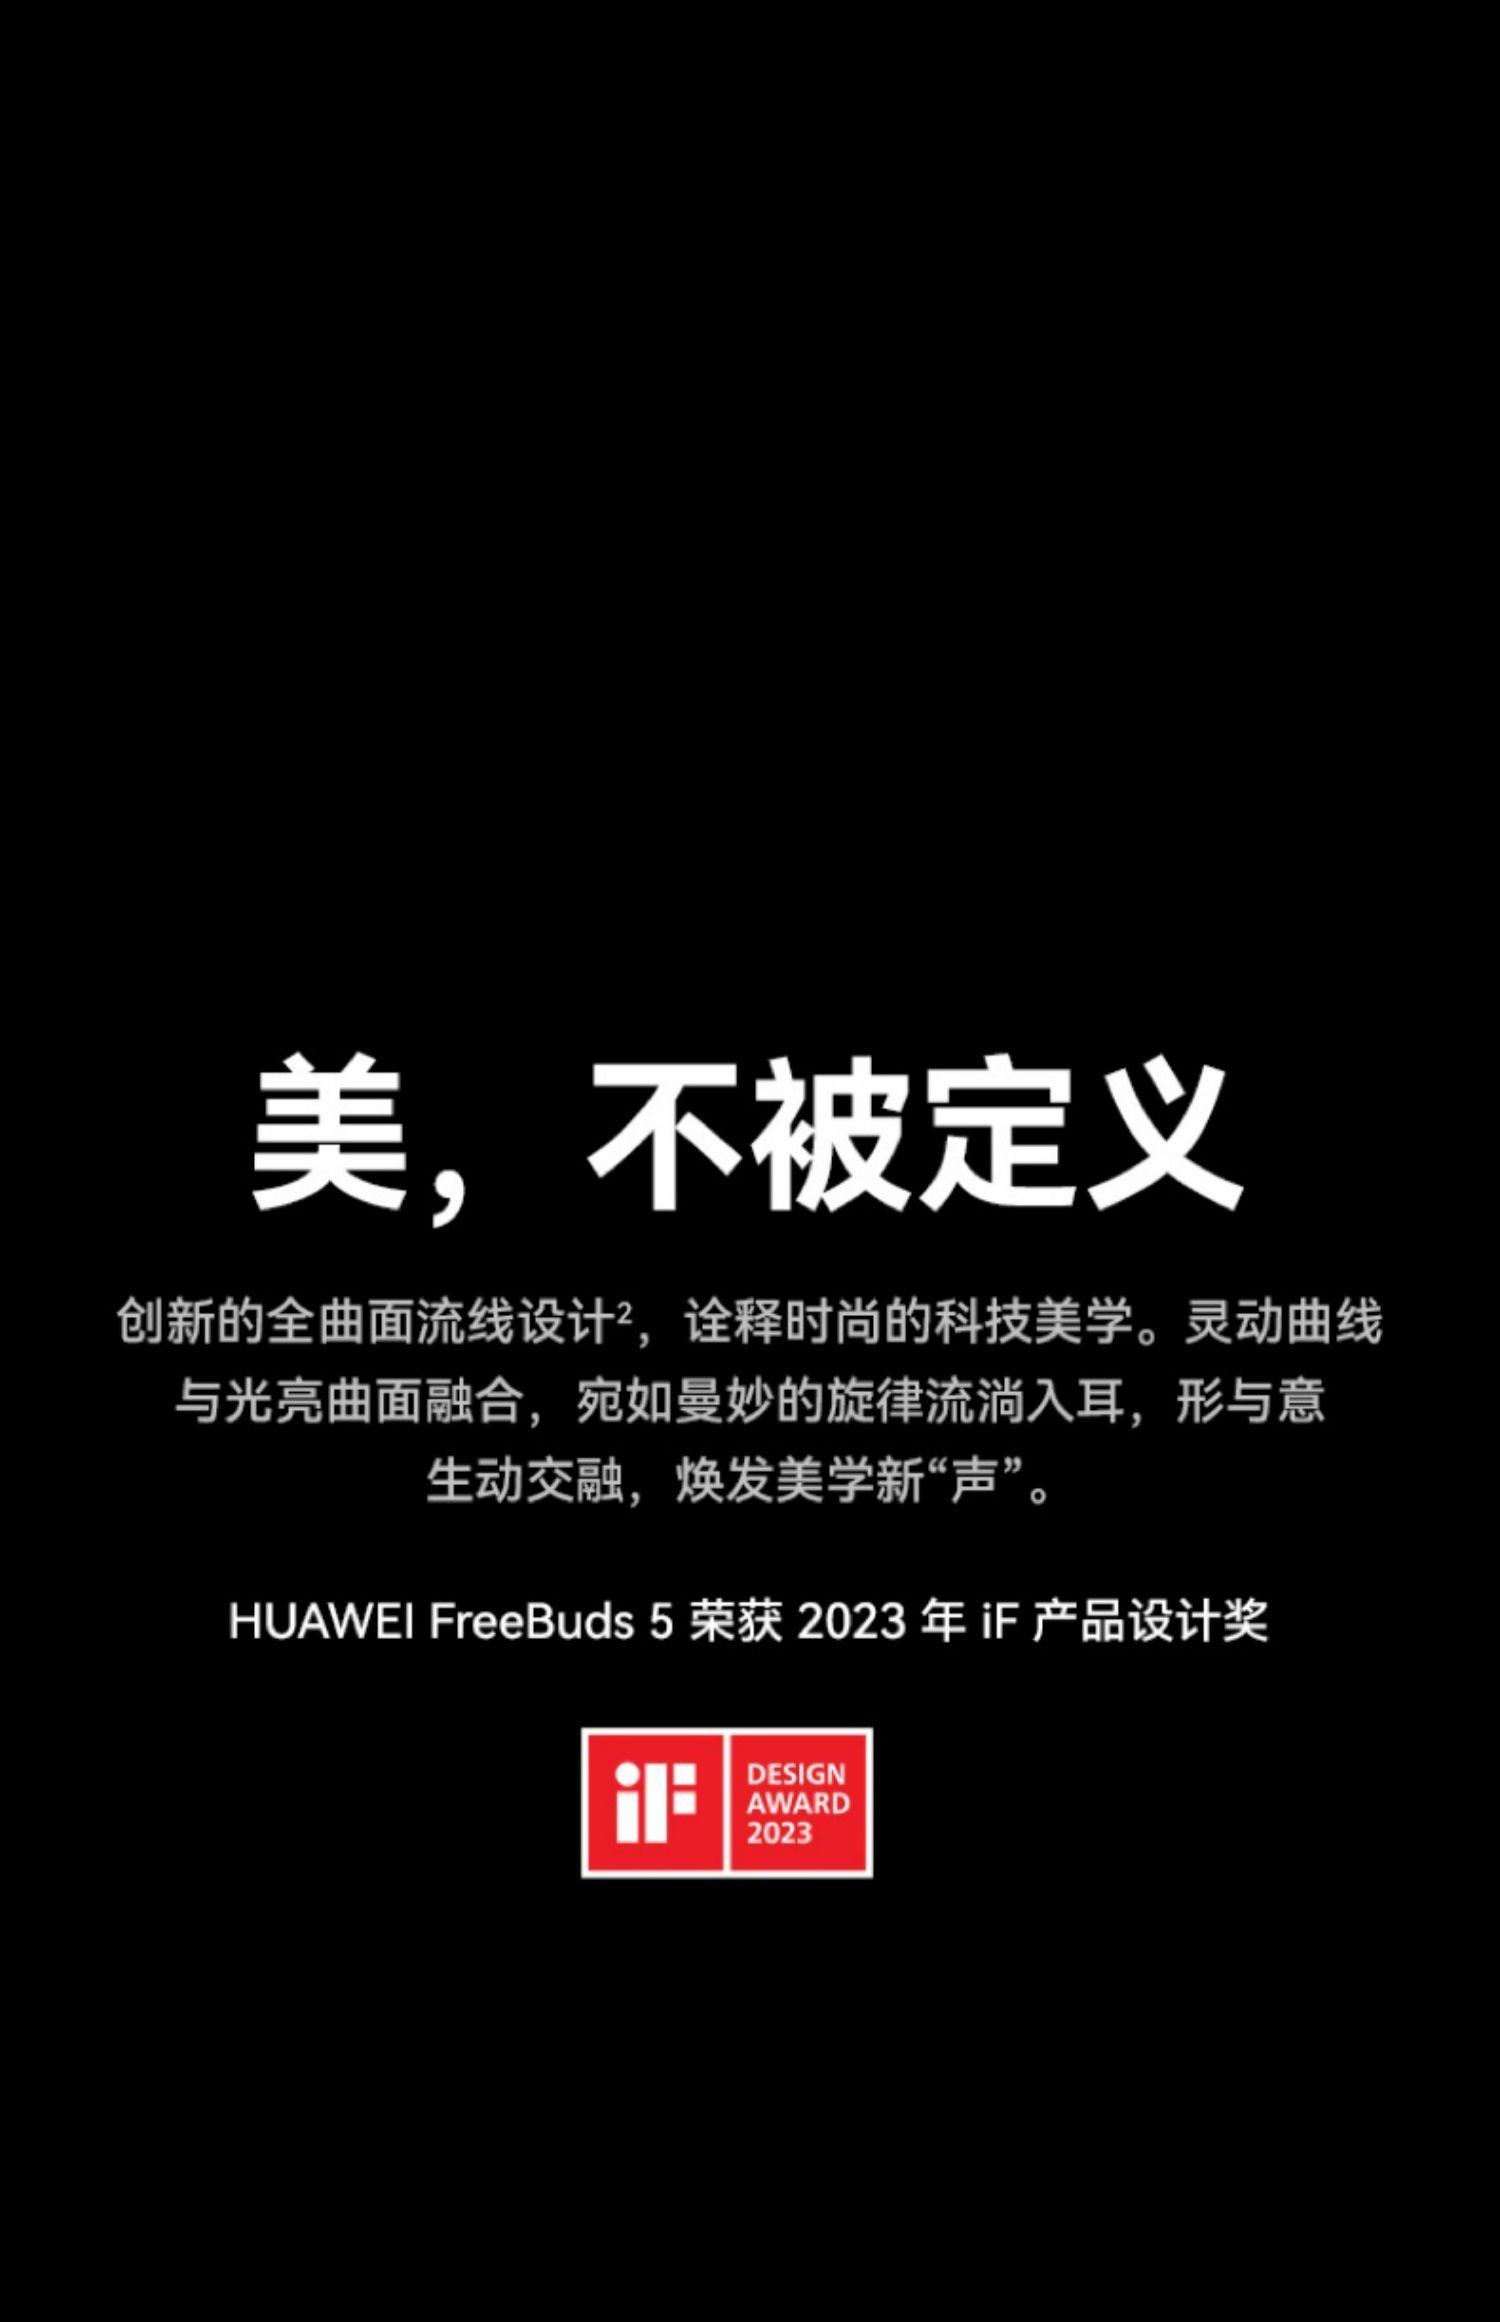 美，不被定义
创新的全曲面流线设计²，诠释时尚的科技美学。灵动曲线
与光亮曲面融合，宛如曼妙的旋律流淌入耳，形与意
生动交融，焕发美学新“声”。
HUAWEI FreeBuds 5 荣获 2023 年 iF 产品设计奖
iF
DESIGN
AWARD
2023